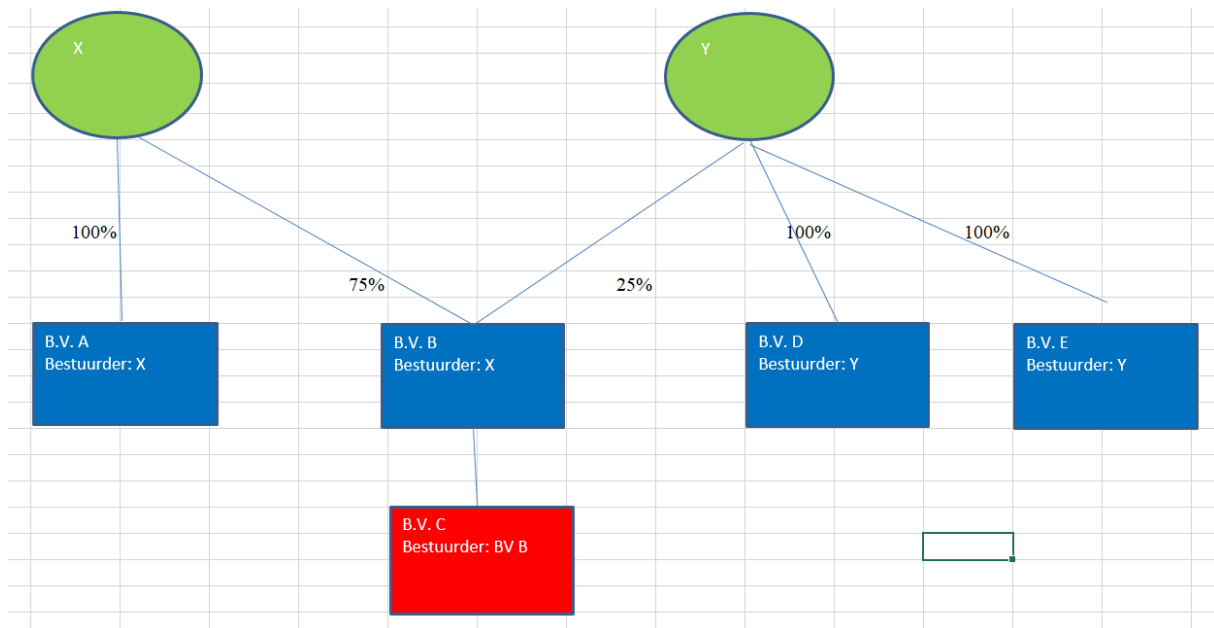 X
Y
100%
100%
100%
75%
25%
B.V. A
Bestuurder: X
B.V. B
Bestuurder: X
B.V. D
Bestuurder: Y
B.V. E
Bestuurder: Y
B.V. C
Bestuurder: BV B